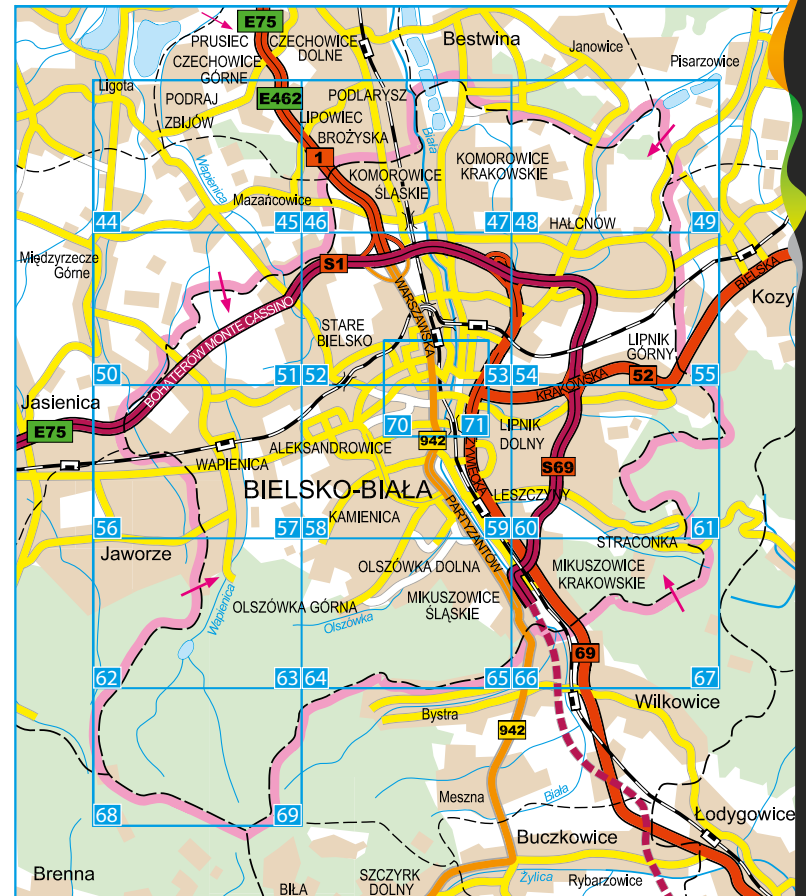 E75
PRUSIEC
CZECHOWICE
DOLNE
Bestwina
Janowice
Pisarzowice
CZECHOWICE
GÓRNE
Ligota
PODRAJ
ZBIJÓW
E462
LIPOWIEC
PODLARYSZ
BROŻYSKA
Biała
1
KOMOROWICE
ŚLĄSKIE
KOMOROWICE
KRAKOWSKIE
Wapienica
Mazańcowice
HAŁCNÓW
44
45
46
47
48
49
Międzyrzecze
Górne
S1
BIELSKA
Kozy
WARSZAWSKA
BOHATERÓW MONTE CASSINO
STARE
BIELSKO
LIPNIK
GÓRNY
50
51
52
53
54
52
55
KRAKOWSKA
Jasienica
E75
70
71
942
LIPNIK
DOLNY
ALEKSANDROWICE
WAPIENICA
ŻYWIECKA
S69
BIELSKO-BIAŁA
LESZCZYNY
KAMIENICA
PARTYZANTÓW
56
57
58
59
60
61
STRACONKA
Jaworze
OLSZÓWKA DOLNA
MIKUSZOWICE
KRAKOWSKIE
MIKUSZOWICE
ŚLĄSKIE
OLSZÓWKA GÓRNA
Wapienica
Olszówka
69
62
63
64
65
66
67
Wilkowice
Bystra
942
Meszna
Biała
68
69
Łodygowice
Buczkowice
Brenna
BIŁA
SZCZYRK
DOLNY
Żylica
Rybarzowice